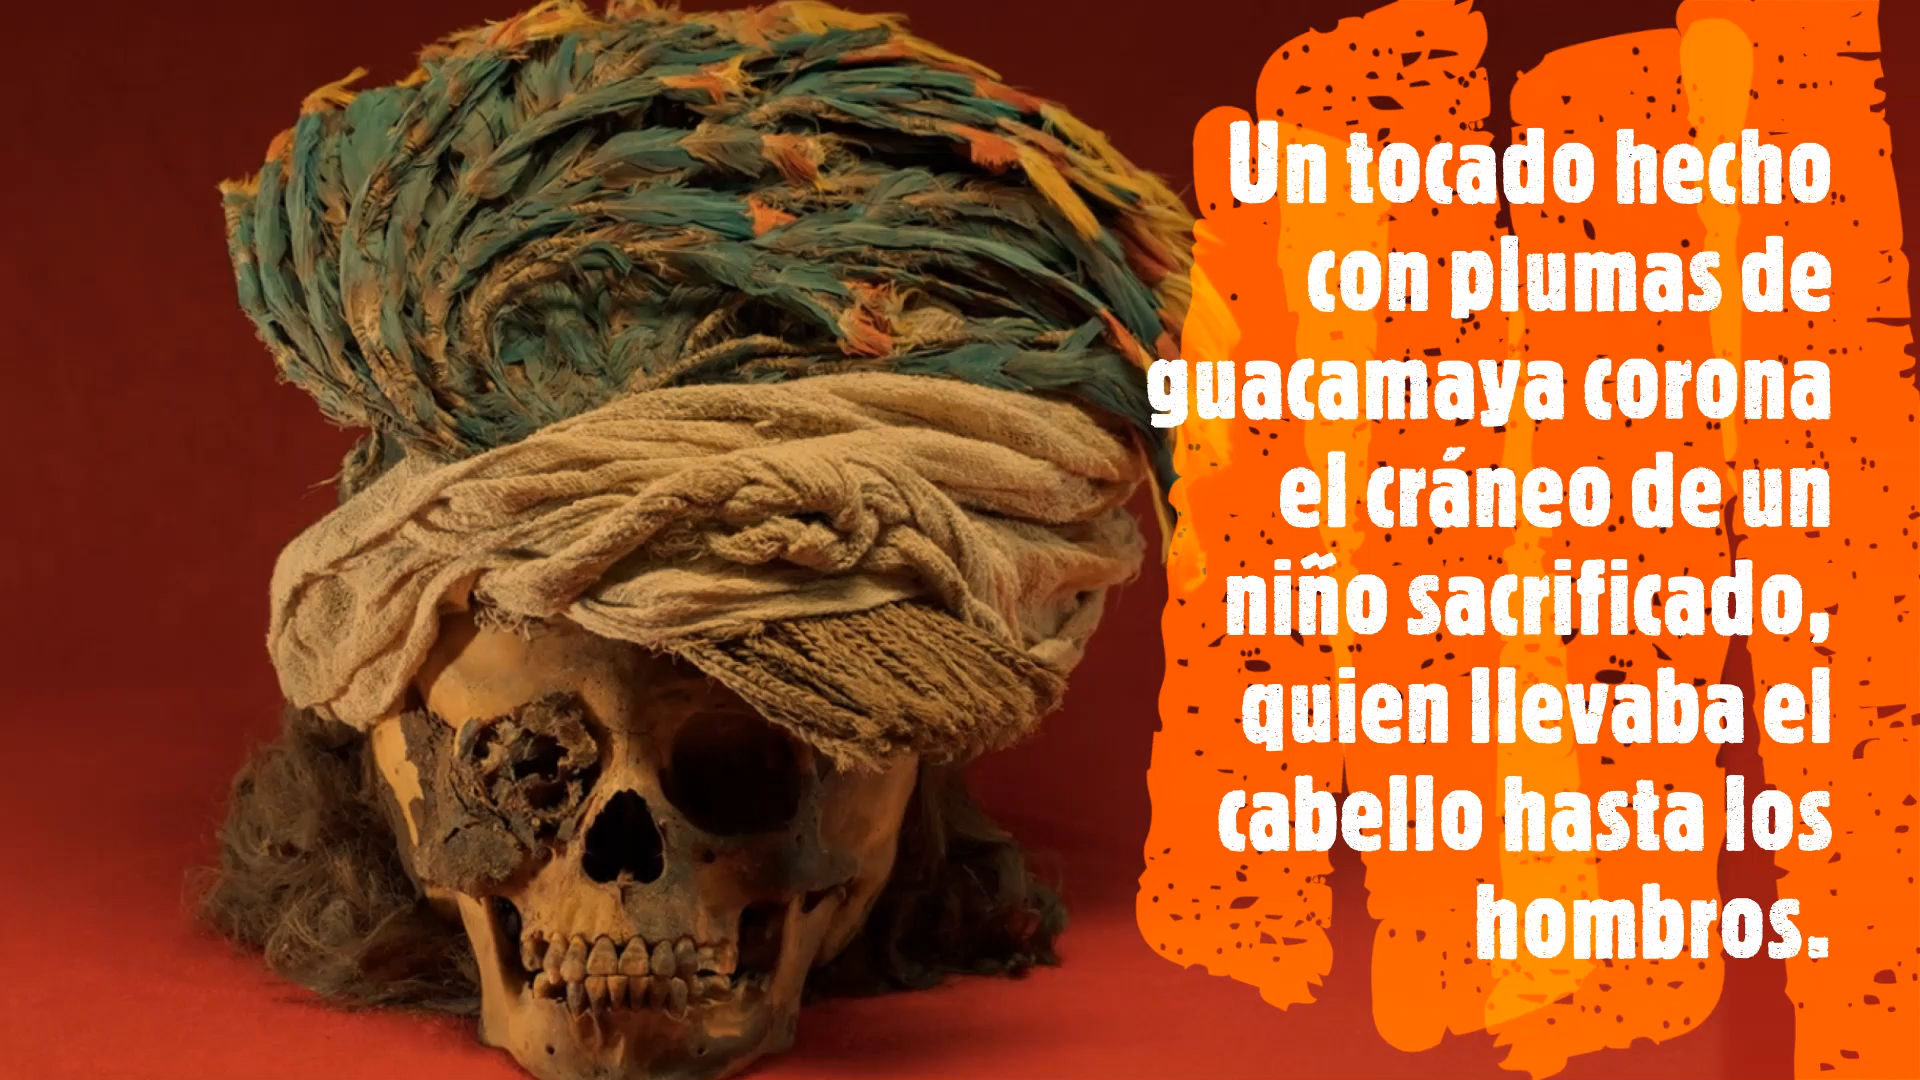 Un tocado hecho
con plumas de
guacamaya corona
el cráneo de un
niño sacrificado,
quien llevaba el
cabello hasta los
hombros.